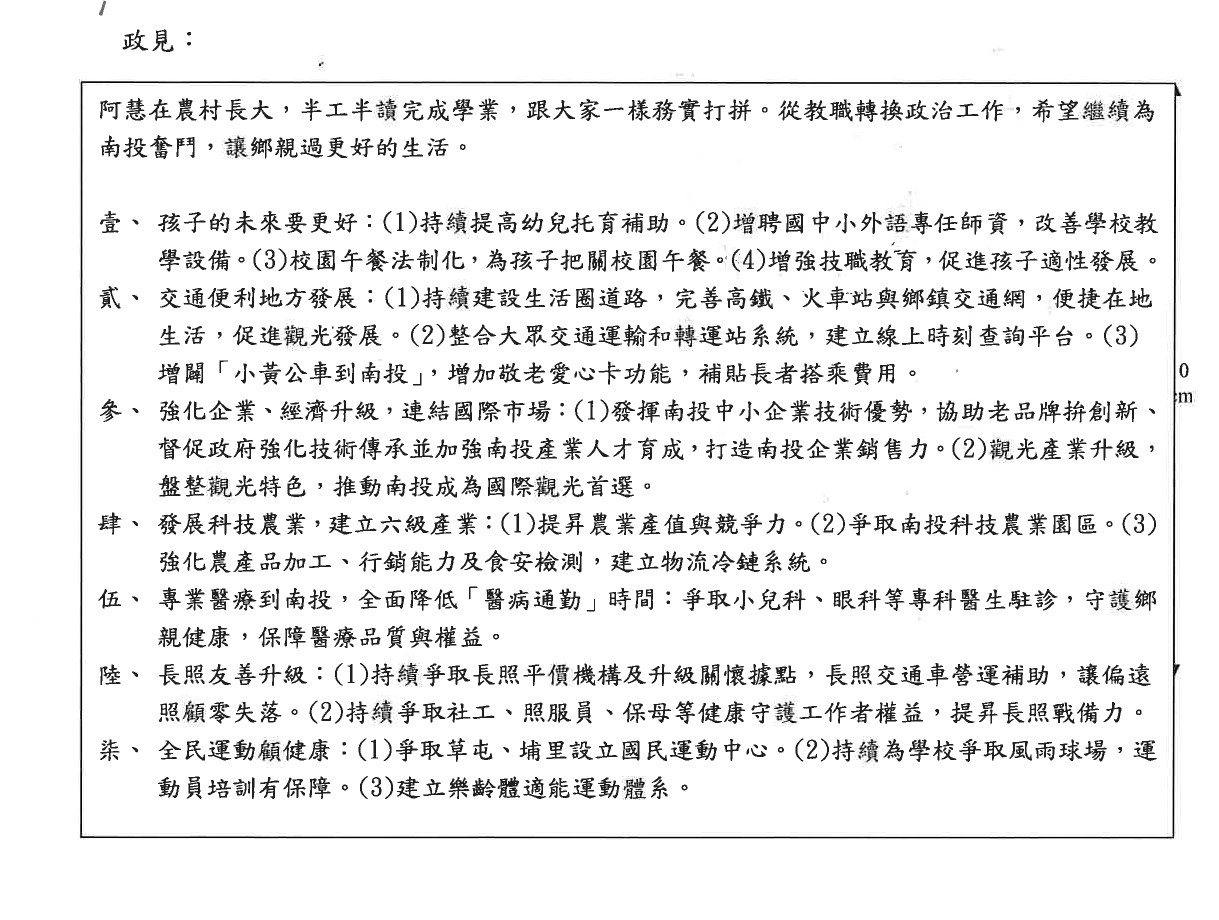 政見：
阿慧在農村長大，半工半讀完成學業，跟大家一樣務實打拼。從教職轉換政治工作，希望繼續為
南投奮鬥，讓鄉親過更好的生活。
壹、 孩子的未來要更好：(1)持續提高幼兒托育補助。(2)增聘國中小外語專任師資，改善學校教
學設備。(3)校園午餐法制化，為孩子把關校園午餐。(4)增強技職教育，促進孩子適性發展。
貳、 交通便利地方發展：(1)持續建設生活圈道路，完善高鐵、火車站與鄉鎮交通網，便捷在地
生活，促進觀光發展。(2)整合大眾交通運輸和轉運站系統，建立線上時刻查詢平台。(3)
增闢「小黃公車到南投」，增加敬老愛心卡功能，補貼長者搭乘費用。
0
cm
參、 強化企業、經濟升級，連結國際市場：(1)發揮南投中小企業技術優勢，協助老品牌拚創新、
督促政府強化技術傳承並加強南投產業人才育成，打造南投企業銷售力。(2)觀光產業升級，
盤整觀光特色，推動南投成為國際觀光首選。
肆、 發展科技農業，建立六級產業：(1)提昇農業產值與競爭力。(2)爭取南投科技農業園區。(3)
強化農產品加工、行銷能力及食安檢測，建立物流冷鏈系統。
伍、 專業醫療到南投，全面降低「醫病通勤」時間：爭取小兒科、眼科等專科醫生駐診，守護鄉
親健康，保障醫療品質與權益。
陸、 長照友善升級：(1)持續爭取長照平價機構及升級關懷據點，長照交通車營運補助，讓偏遠
照顧零失落。(2)持續爭取社工、照服員、保母等健康守護工作者權益，提昇長照戰備力。
柒、 全民運動顧健康：(1)爭取草屯、埔里設立國民運動中心。(2)持續為學校爭取風雨球場，運
動員培訓有保障。(3)建立樂齡體適能運動體系。